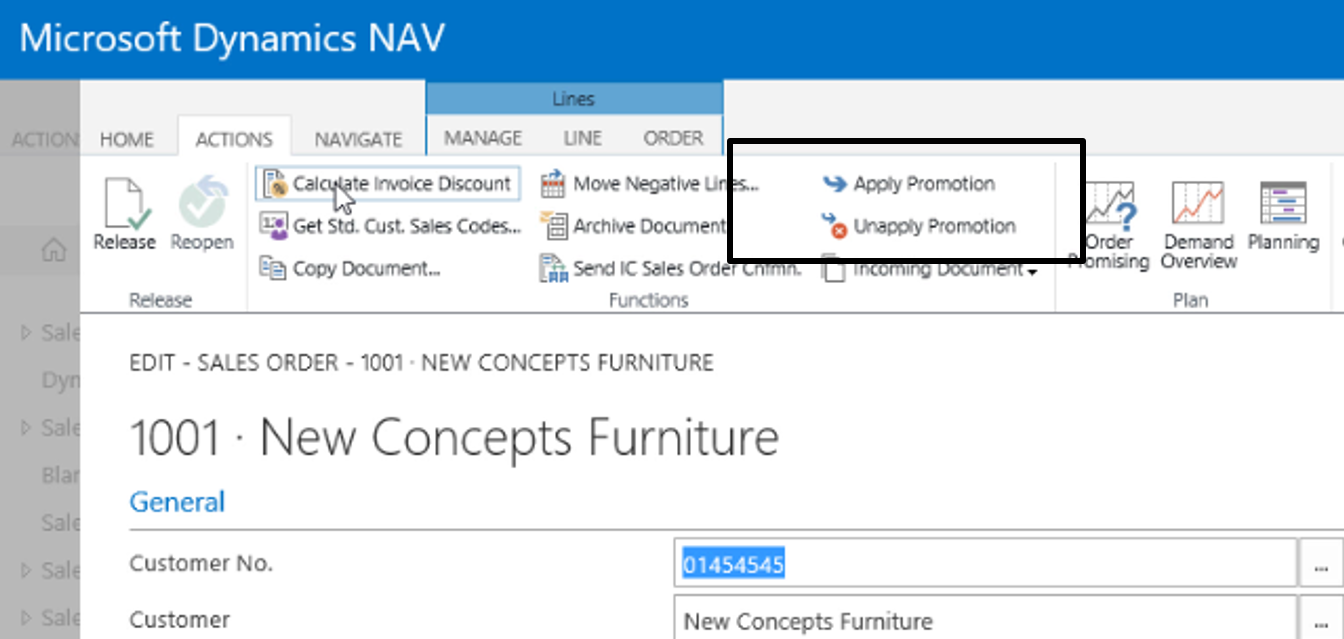 Microsoft Dynamics NAV
Lines
ACTION HOME ACTIONS NAVIGATE MANAGE LINE ORDER
Calculate Invoice Discount Move Negative Lines... Apply Promotion
Get Std. Cust. Sales Codes... Archive Document Unapply Promotion
Release Reopen Order Promising Demand Overview Planning
Copy Document... Send IC Sales Order Cnfmn. Incoming Document
Release Functions Plan
Sale
EDIT - SALES ORDER - 1001 · NEW CONCEPTS FURNITURE
Dyn
Sale
1001 · New Concepts Furniture
Blan
General
Sale
Customer No. 01454545 ...
Sale
Customer New Concepts Furniture ...
Sale